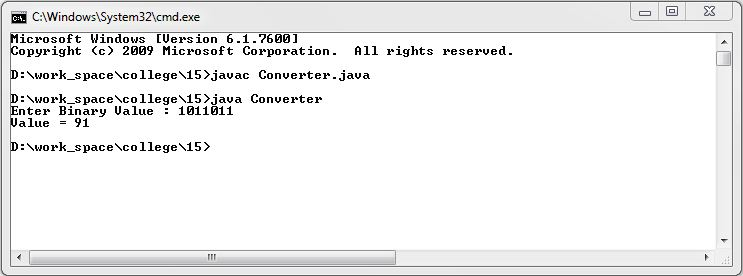 C:\Windows\System32\cmd.exe
Microsoft Windows [Version 6.1.7600]
Copyright (c) 2009 Microsoft Corporation.  All rights reserved.
D:\work_space\college\15>javac Converter.java
D:\work_space\college\15>java Converter
Enter Binary Value : 1011011
Value = 91
D:\work_space\college\15>